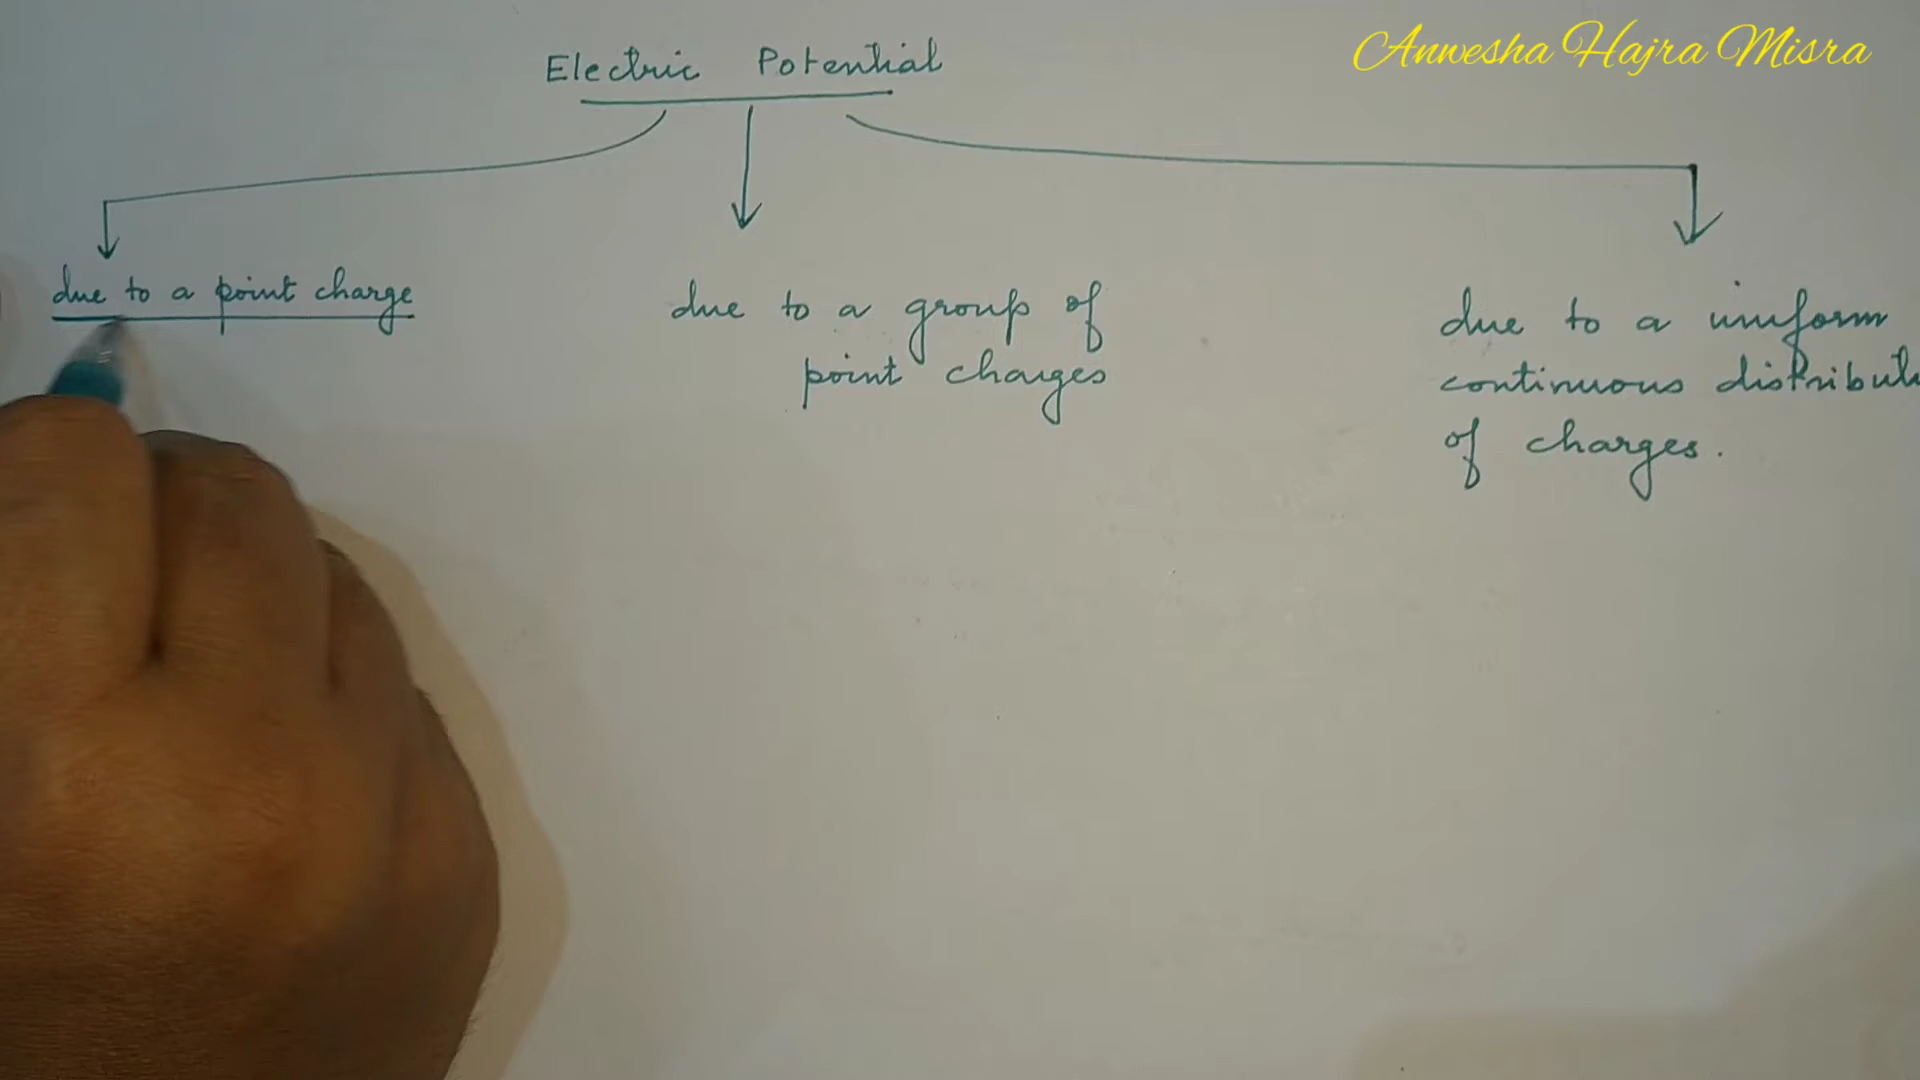 Anwesha Hajra Misra
Electric Potential
due to a point charge
due to a group of
point charges
due to a uniform
continuous distribut
of charges.